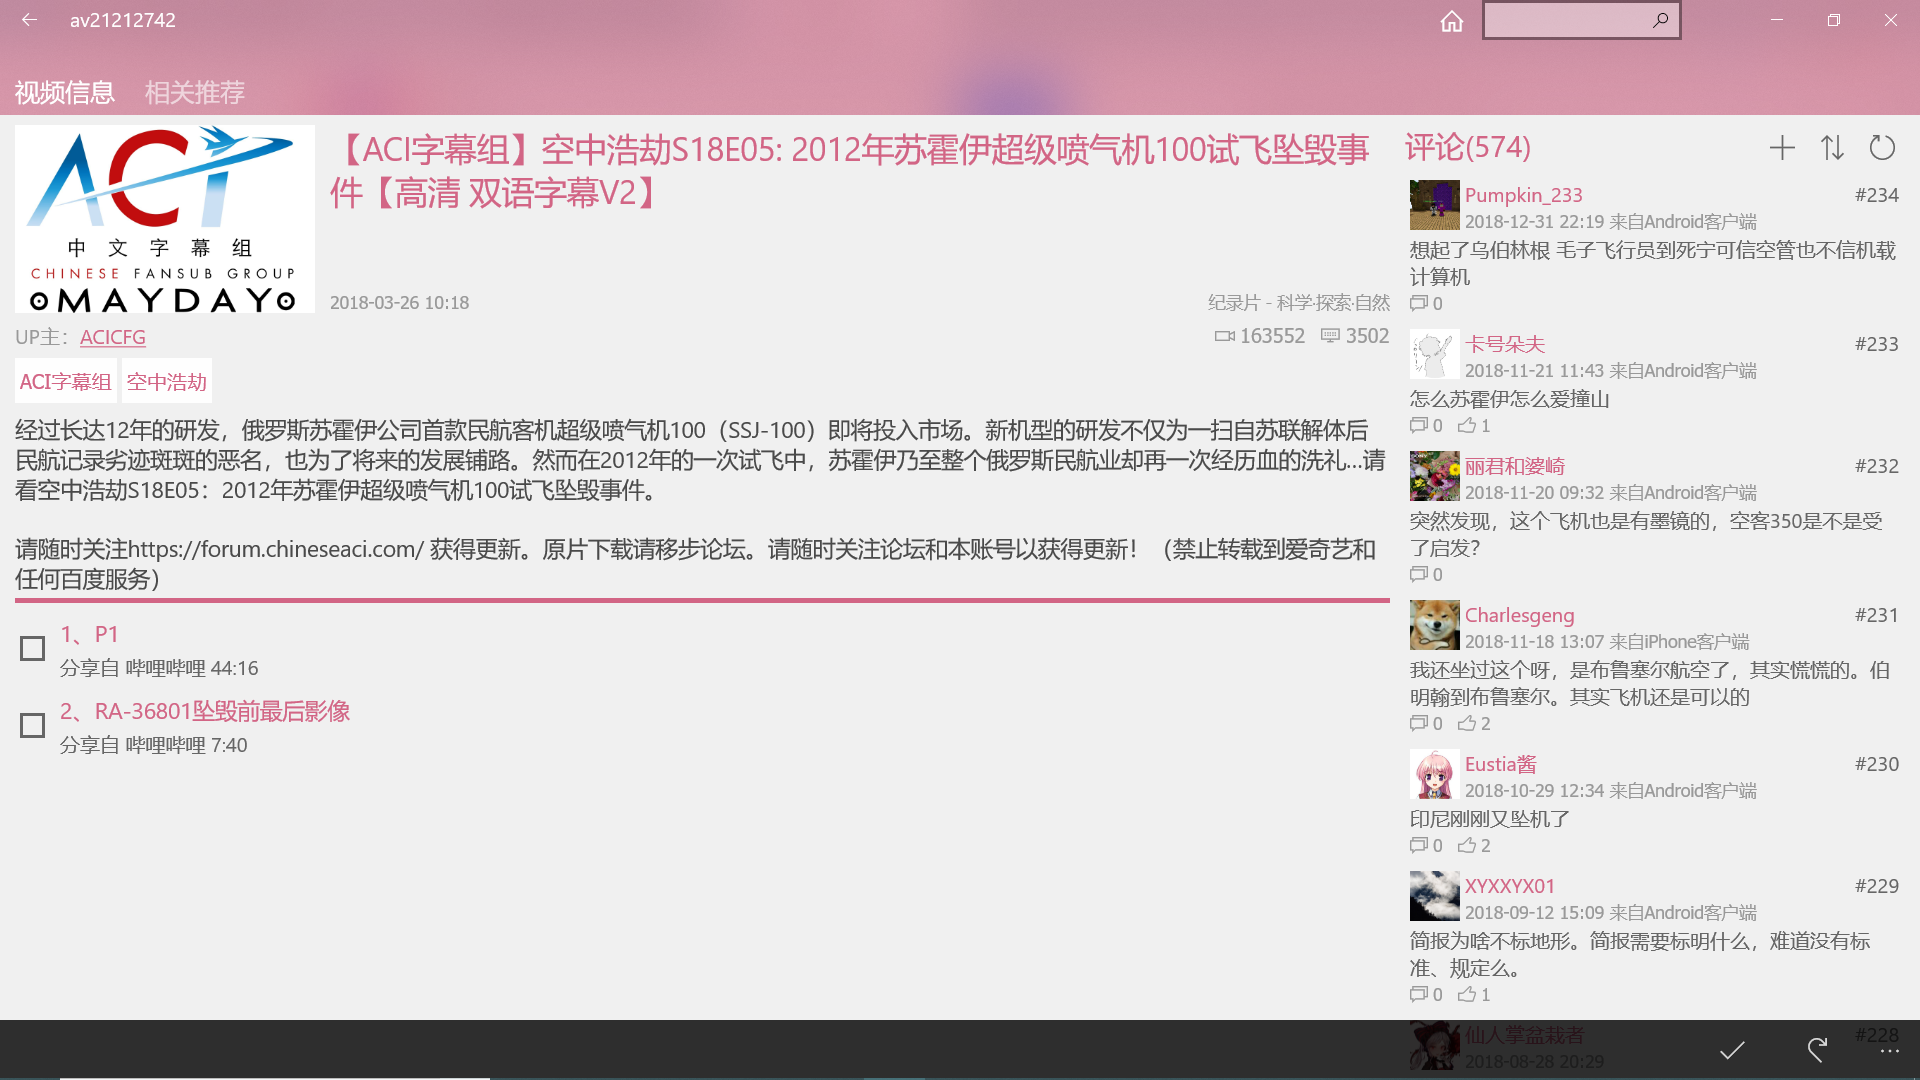 av21212742
视频信息 相关推荐
ACI
中文字幕组
CHINESE FANSUB GROUP
MAYDAY
【ACI字幕组】空中浩劫S18E05: 2012年苏霍伊超级喷气机100试飞坠毁事
件【高清 双语字幕V2】
2018-03-26 10:18
纪录片 - 科学·探索·自然
UP主： ACICFG
163552 3502
ACI字幕组 空中浩劫
经过长达12年的研发，俄罗斯苏霍伊公司首款民航客机超级喷气机100（SSJ-100）即将投入市场。新机型的研发不仅为一扫自苏联解体后
民航记录劣迹斑斑的恶名，也为了将来的发展铺路。然而在2012年的一次试飞中，苏霍伊乃至整个俄罗斯民航业却再一次经历血的洗礼...请
看空中浩劫S18E05：2012年苏霍伊超级喷气机100试飞坠毁事件。
请随时关注https://forum.chineseaci.com/ 获得更新。原片下载请移步论坛。请随时关注论坛和本账号以获得更新！（禁止转载到爱奇艺和
任何百度服务）
1、P1
分享自 哔哩哔哩 44:16
2、RA-36801坠毁前最后影像
分享自 哔哩哔哩 7:40
评论(574)
Pumpkin_233 #234
2018-12-31 22:19 来自Android客户端
想起了乌伯林根 毛子飞行员到死宁可信空管也不信机载
计算机
0
卡号朵夫 #233
2018-11-21 11:43 来自Android客户端
怎么苏霍伊怎么爱撞山
0 1
丽君和婆崎 #232
2018-11-20 09:32 来自Android客户端
突然发现，这个飞机也是有墨镜的，空客350是不是受
了启发？
0
Charlesgeng #231
2018-11-18 13:07 来自iPhone客户端
我还坐过这个呀，是布鲁塞尔航空了，其实慌慌的。伯
明翰到布鲁塞尔。其实飞机还是可以的
0 2
Eustia酱 #230
2018-10-29 12:34 来自Android客户端
印尼刚刚又坠机了
0 2
XYXXYX01 #229
2018-09-12 15:09 来自Android客户端
简报为啥不标地形。简报需要标明什么，难道没有标
准、规定么。
0 1
仙人掌盆栽者 #228
2018-08-28 20:29